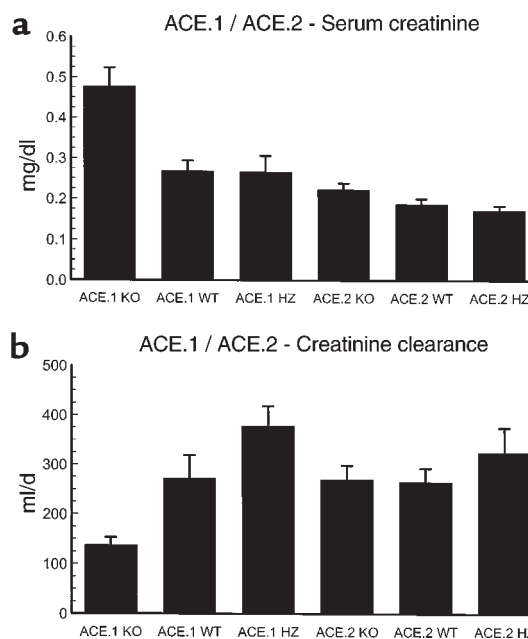 a
ACE.1 / ACE.2 - Serum creatinine
0.6
0.5
0.4
0.3
0.2
0.1
0.0
mg/dl
ACE.1 KO ACE.1 WT ACE.1 HZ ACE.2 KO ACE.2 WT ACE.2 HZ
b
ACE.1 / ACE.2 - Creatinine clearance
500
400
300
200
100
0
ml/d
ACE.1 KO ACE.1 WT ACE.1 HZ ACE.2 KO ACE.2 WT ACE.2 HZ